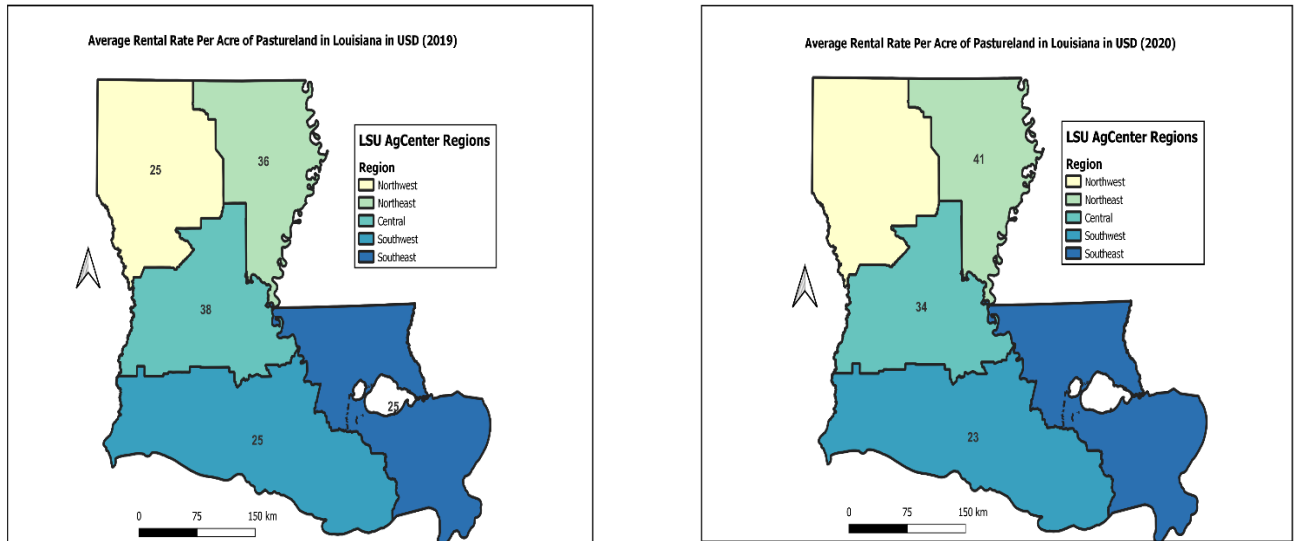 Average Rental Rate Per Acre of Pastureland in Louisiana in USD (2019)
25
36
38
25
25
LSU AgCenter Regions
Region
Northwest
Northeast
Central
Southwest
Southeast
0 75 150 km
Average Rental Rate Per Acre of Pastureland in Louisiana in USD (2020)
41
34
23
LSU AgCenter Regions
Region
Northwest
Northeast
Central
Southwest
Southeast
0 75 150 km